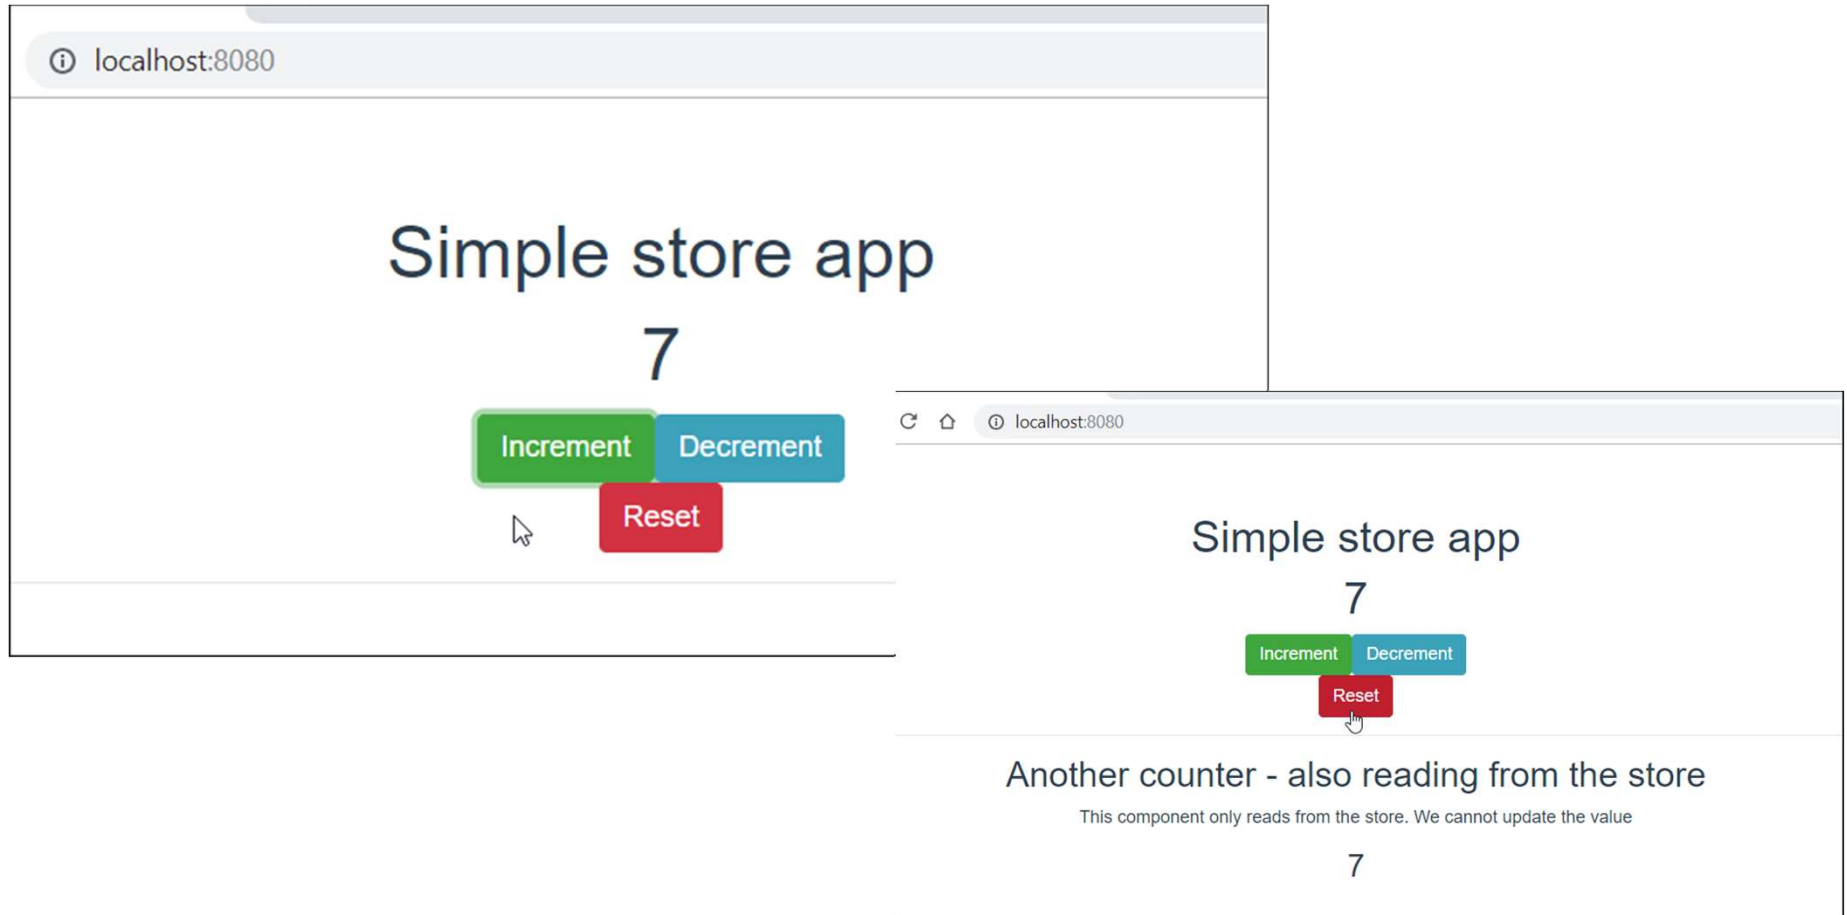 localhost:8080
Simple store app
7
Increment Decrement
Reset
localhost:8080
Simple store app
7
Increment Decrement
Reset
Another counter - also reading from the store
This component only reads from the store. We cannot update the value
7